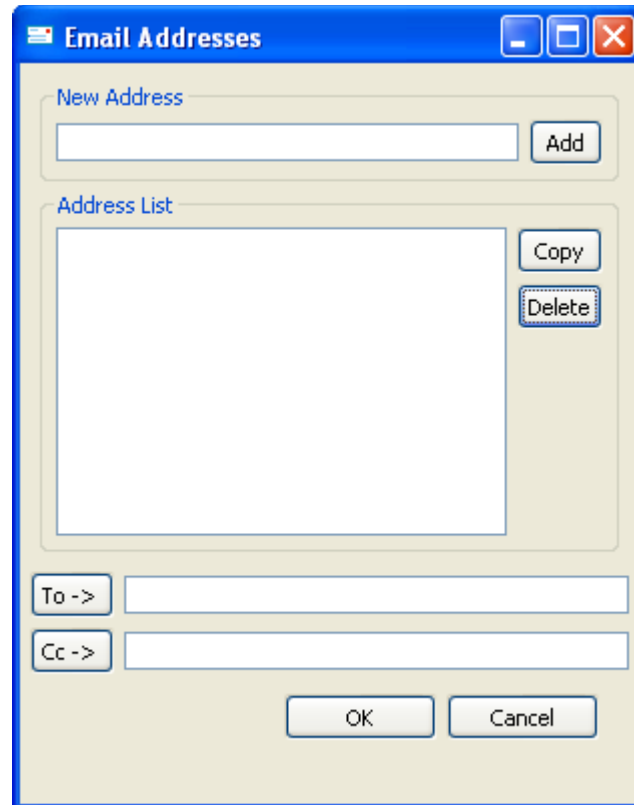 Email Addresses
New Address
Add
Address List
Copy
Delete
To ->
Cc ->
OK Cancel